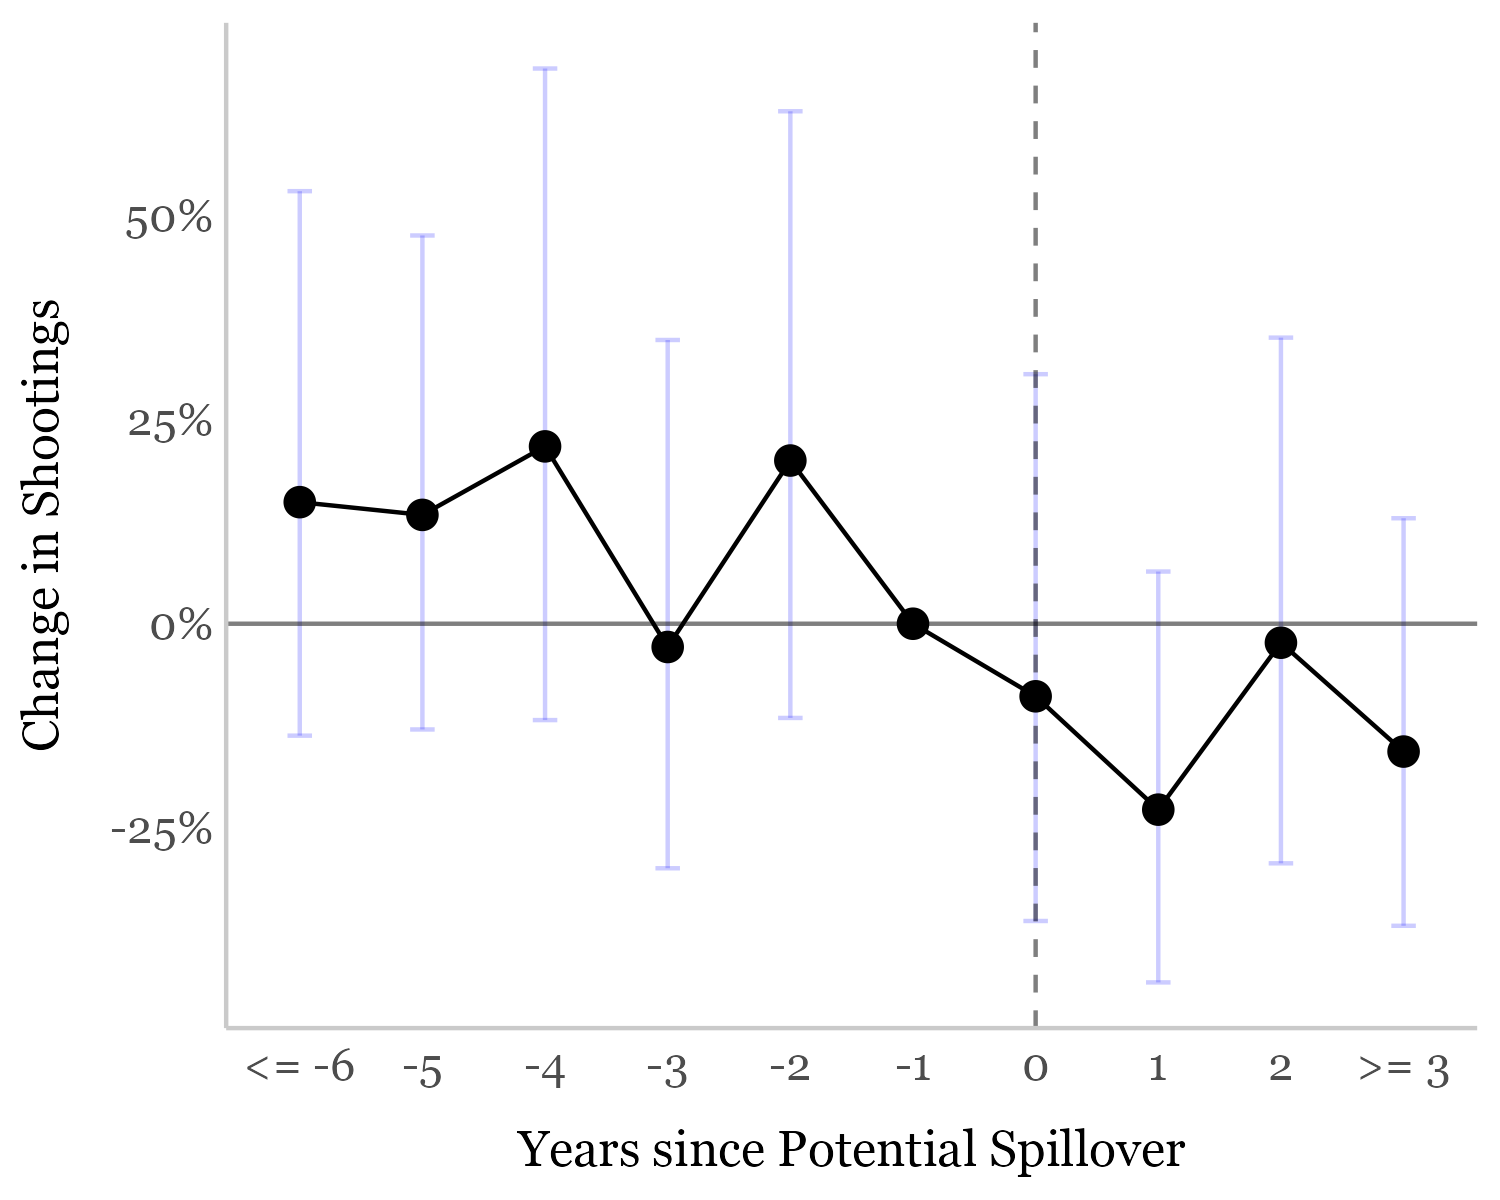 Change in Shootings
50%
25%
0%
-25%
<= -6 -5 -4 -3 -2 -1 0 1 2 >= 3
Years since Potential Spillover